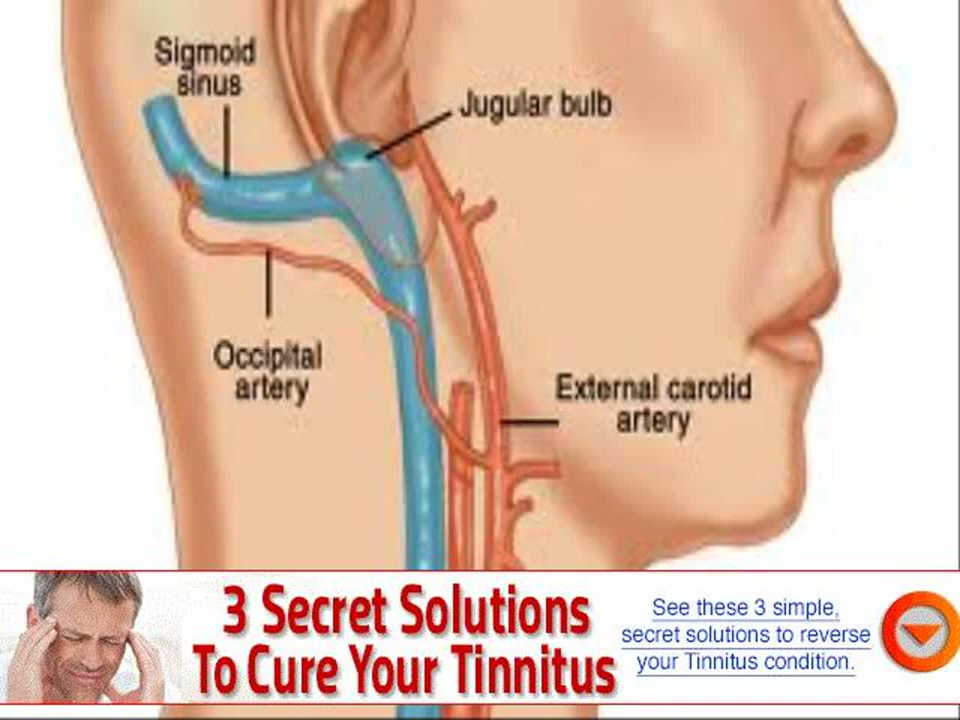 Sigmoid
sinus
Jugular bulb
Occipital
artery
External carotid
artery
3 Secret Solutions
To Cure Your Tinnitus
See these 3 simple,
secret solutions to reverse
your Tinnitus condition.